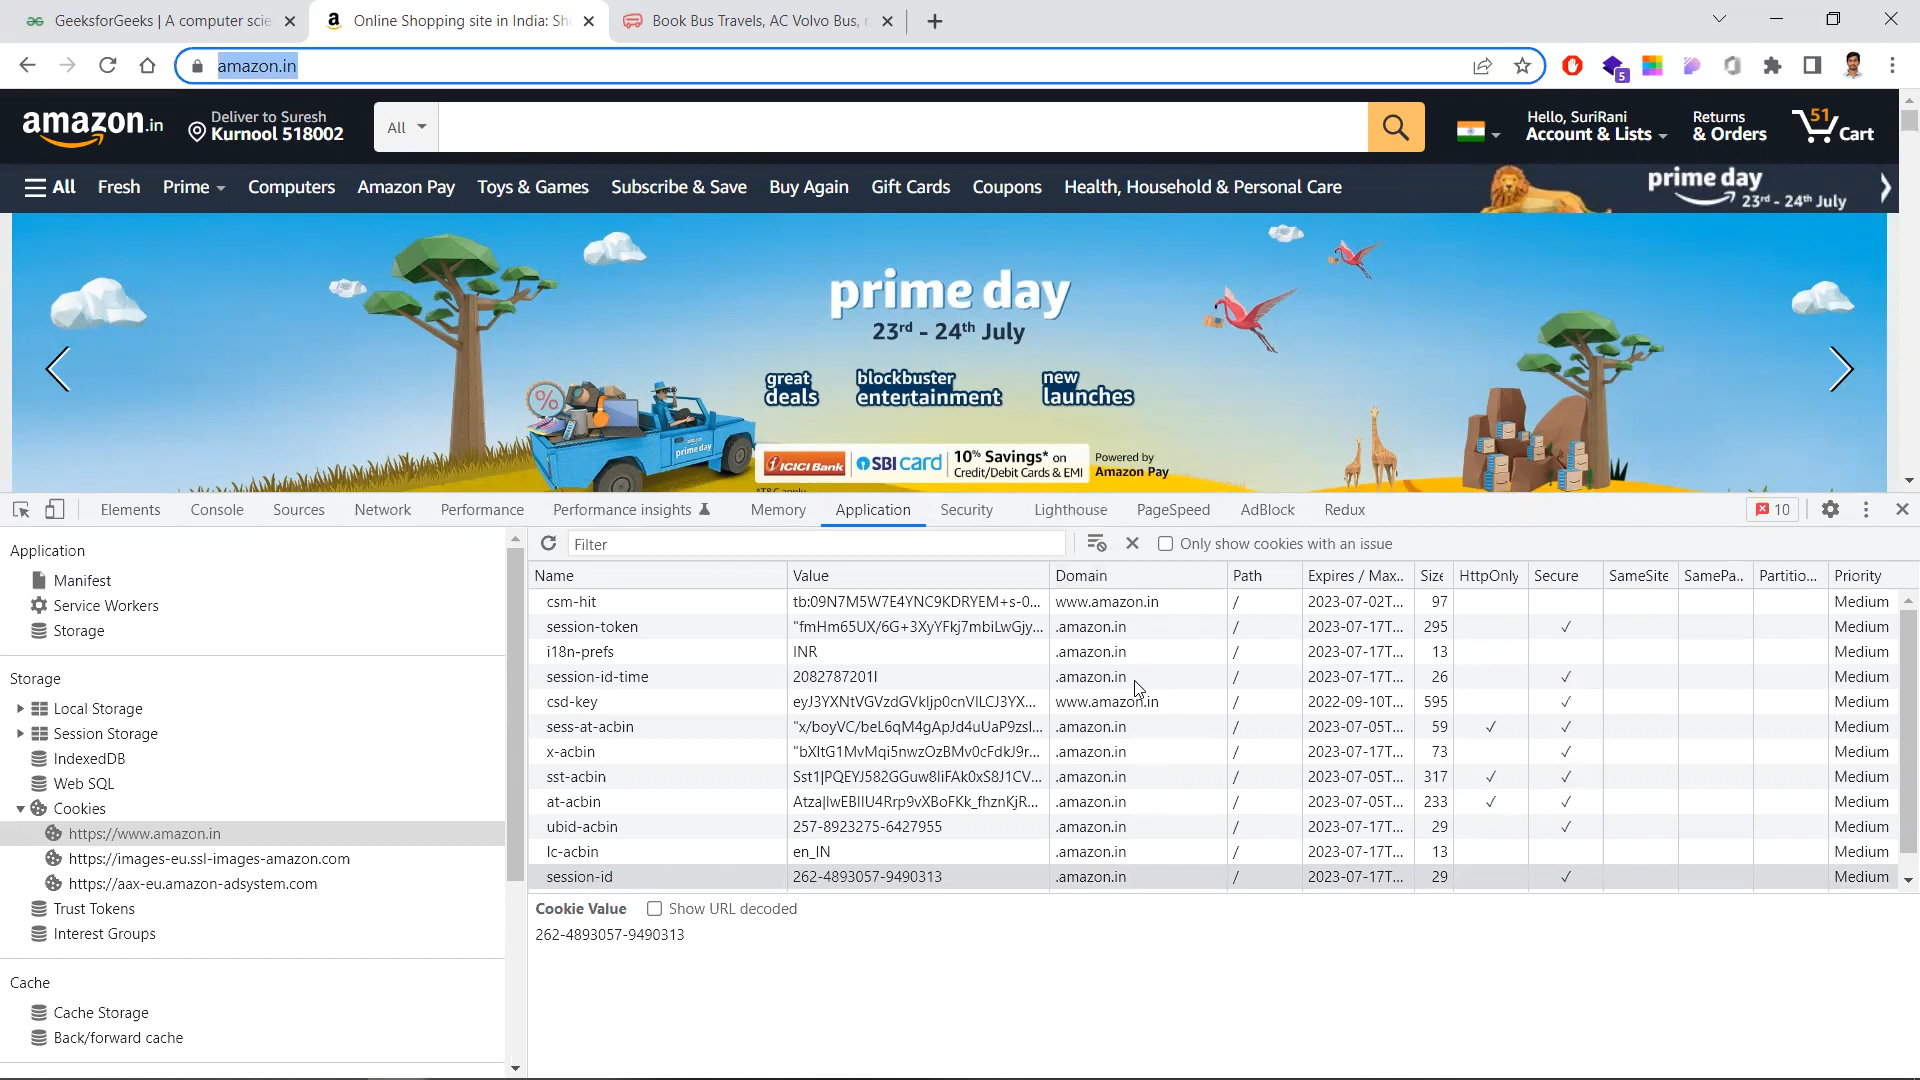 GeeksforGeeks | A computer scie
Online Shopping site in India: Sh
Book Bus Travels, AC Volvo Bus, r
amazon.in
5
amazon.in
Deliver to Suresh
Kurnool 518002
All
Hello, SuriRani
Account & Lists
Returns
& Orders
51
Cart
All
Fresh
Prime
Computers
Amazon Pay
Toys & Games
Subscribe & Save
Buy Again
Gift Cards
Coupons
Health, Household & Personal Care
prime day
23rd - 24th July
prime day
23rd - 24th July
great
deals
blockbuster
entertainment
new
launches
%
prime day
ICICI Bank
SBI card
10% Savings* on
Credit/Debit Cards & EMI
Powered by
Amazon Pay
*T&C apply
Elements
Console
Sources
Network
Performance
Performance insights
Memory
Application
Security
Lighthouse
PageSpeed
AdBlock
Redux
10
Application
Manifest
Service Workers
Storage
Storage
Local Storage
Session Storage
IndexedDB
Web SQL
Cookies
https://www.amazon.in
https://images-eu.ssl-images-amazon.com
https://aax-eu.amazon-adsystem.com
Trust Tokens
Interest Groups
Cache
Cache Storage
Back/forward cache
Filter
Only show cookies with an issue
Name Value Domain Path Expires / Max... Size HttpOnly Secure SameSite SamePa... Partitio... Priority
csm-hit tb:09N7M5W7E4YNC9KDRYEM+s-0... www.amazon.in / 2023-07-02T... 97 Medium
session-token "fmHm65UX/6G+3XyYFkj7mbiLwGjy... .amazon.in / 2023-07-17T... 295 ✓ Medium
i18n-prefs INR .amazon.in / 2023-07-17T... 13 Medium
session-id-time 2082787201l .amazon.in / 2023-07-17T... 26 ✓ Medium
csd-key eyJ3YXNtVGVzdGVkIjp0cnVlLCJ3YX... www.amazon.in / 2022-09-10T... 595 ✓ Medium
sess-at-acbin "x/boyVC/beL6qM4gApJd4uUaP9zsl... .amazon.in / 2023-07-05T... 59 ✓ ✓ Medium
x-acbin "bXltG1MvMqi5nwzOzBMv0cFdkJ9r... .amazon.in / 2023-07-17T... 73 ✓ Medium
sst-acbin Sst1|PQEYJ582GGuw8liFAk0xS8J1CV... .amazon.in / 2023-07-05T... 317 ✓ ✓ Medium
at-acbin Atza|IwEBIIU4Rrp9vXBoFKk_fhznKjR... .amazon.in / 2023-07-05T... 233 ✓ ✓ Medium
ubid-acbin 257-8923275-6427955 .amazon.in / 2023-07-17T... 29 ✓ Medium
lc-acbin en_IN .amazon.in / 2023-07-17T... 13 Medium
session-id 262-4893057-9490313 .amazon.in / 2023-07-17T... 29 ✓ Medium
Cookie Value
Show URL decoded
262-4893057-9490313